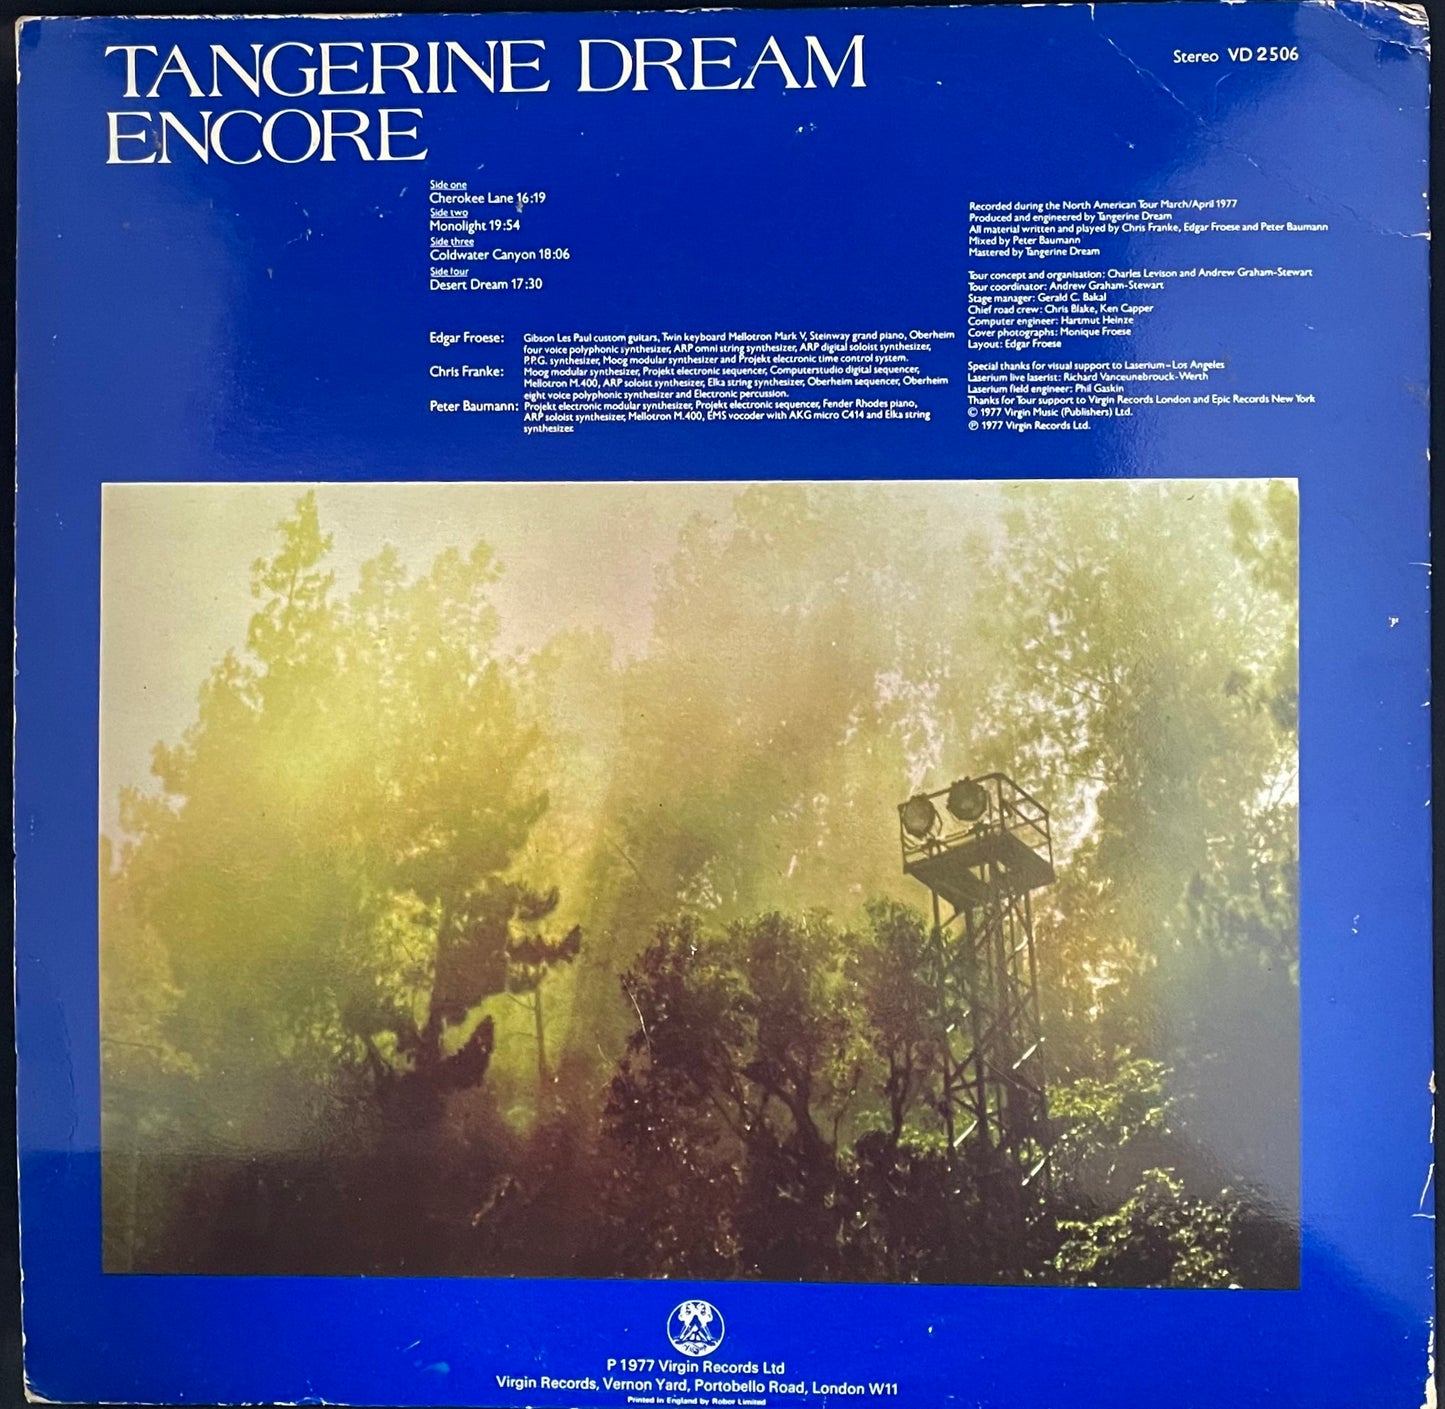 TANGERINE DREAM
ENCORE
Stereo VD 2506
Side one
Cherokee Lane 16:19
Side two
Monolight 19:54
Side three
Coldwater Canyon 18:06
Side four
Desert Dream 17:30
Edgar Froese: Gibson Les Paul custom guitars, Twin keyboard Mellotron Mark V, Steinway grand piano, Oberheim
four voice polyphonic synthesizer, ARP omni string synthesizer, ARP digital soloist synthesizer,
P.P.G. synthesizer, Moog modular synthesizer and Projekt electronic time control system.
Chris Franke: Moog modular synthesizer, Projekt electronic sequencer, Computerstudio digital sequencer,
Mellotron M.400, ARP soloist synthesizer, Elka string synthesizer, Oberheim sequencer, Oberheim
eight voice polyphonic synthesizer and Electronic percussion.
Peter Baumann: Projekt electronic modular synthesizer, Projekt electronic sequencer, Fender Rhodes piano,
ARP soloist synthesizer, Mellotron M.400, EMS vocoder with AKG micro C414 and Elka string
synthesizer.
Recorded during the North American Tour March/April 1977
Produced and engineered by Tangerine Dream
All material written and played by Chris Franke, Edgar Froese and Peter Baumann
Mixed by Peter Baumann
Mastered by Tangerine Dream
Tour concept and organisation: Charles Levison and Andrew Graham-Stewart
Tour coordinator: Andrew Graham-Stewart
Stage manager: Gerald C. Bakal
Chief road crew: Chris Blake, Ken Capper
Computer engineer: Hartmut Heinze
Cover photographs: Monique Froese
Layout: Edgar Froese
Special thanks for visual support to Laserium–Los Angeles
Laserium live laserist: Richard Vanceunebrouck-Werth
Laserium field engineer: Phil Gaskin
Thanks for Tour support to Virgin Records London and Epic Records New York
© 1977 Virgin Music (Publishers) Ltd.
℗ 1977 Virgin Records Ltd.
P 1977 Virgin Records Ltd
Virgin Records, Vernon Yard, Portobello Road, London W11
Printed in England by Robor Limited